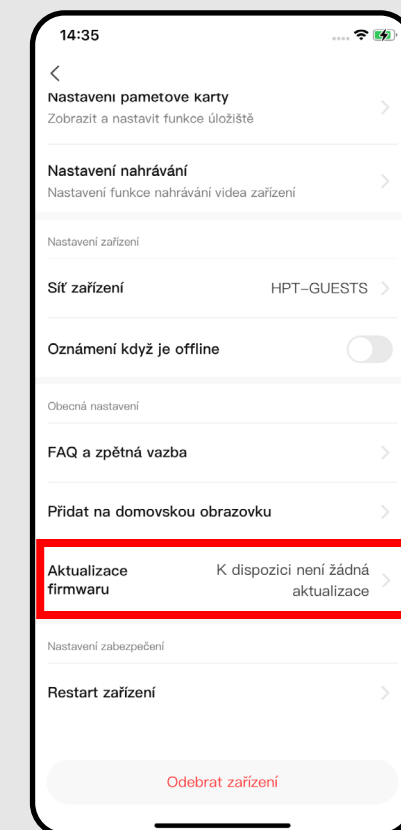 14:35
Nastavení paměťové karty
Zobrazit a nastavit funkce úložiště
Nastavení nahrávání
Nastavení funkce nahrávání videa zařízení
Nastavení zařízení
Síť zařízení HPT-GUESTS
Oznámení když je offline
Obecná nastavení
FAQ a zpětná vazba
Přidat na domovskou obrazovku
Aktualizace K dispozici není žádná
firmwaru aktualizace
Nastavení zabezpečení
Restart zařízení
Odebrat zařízení